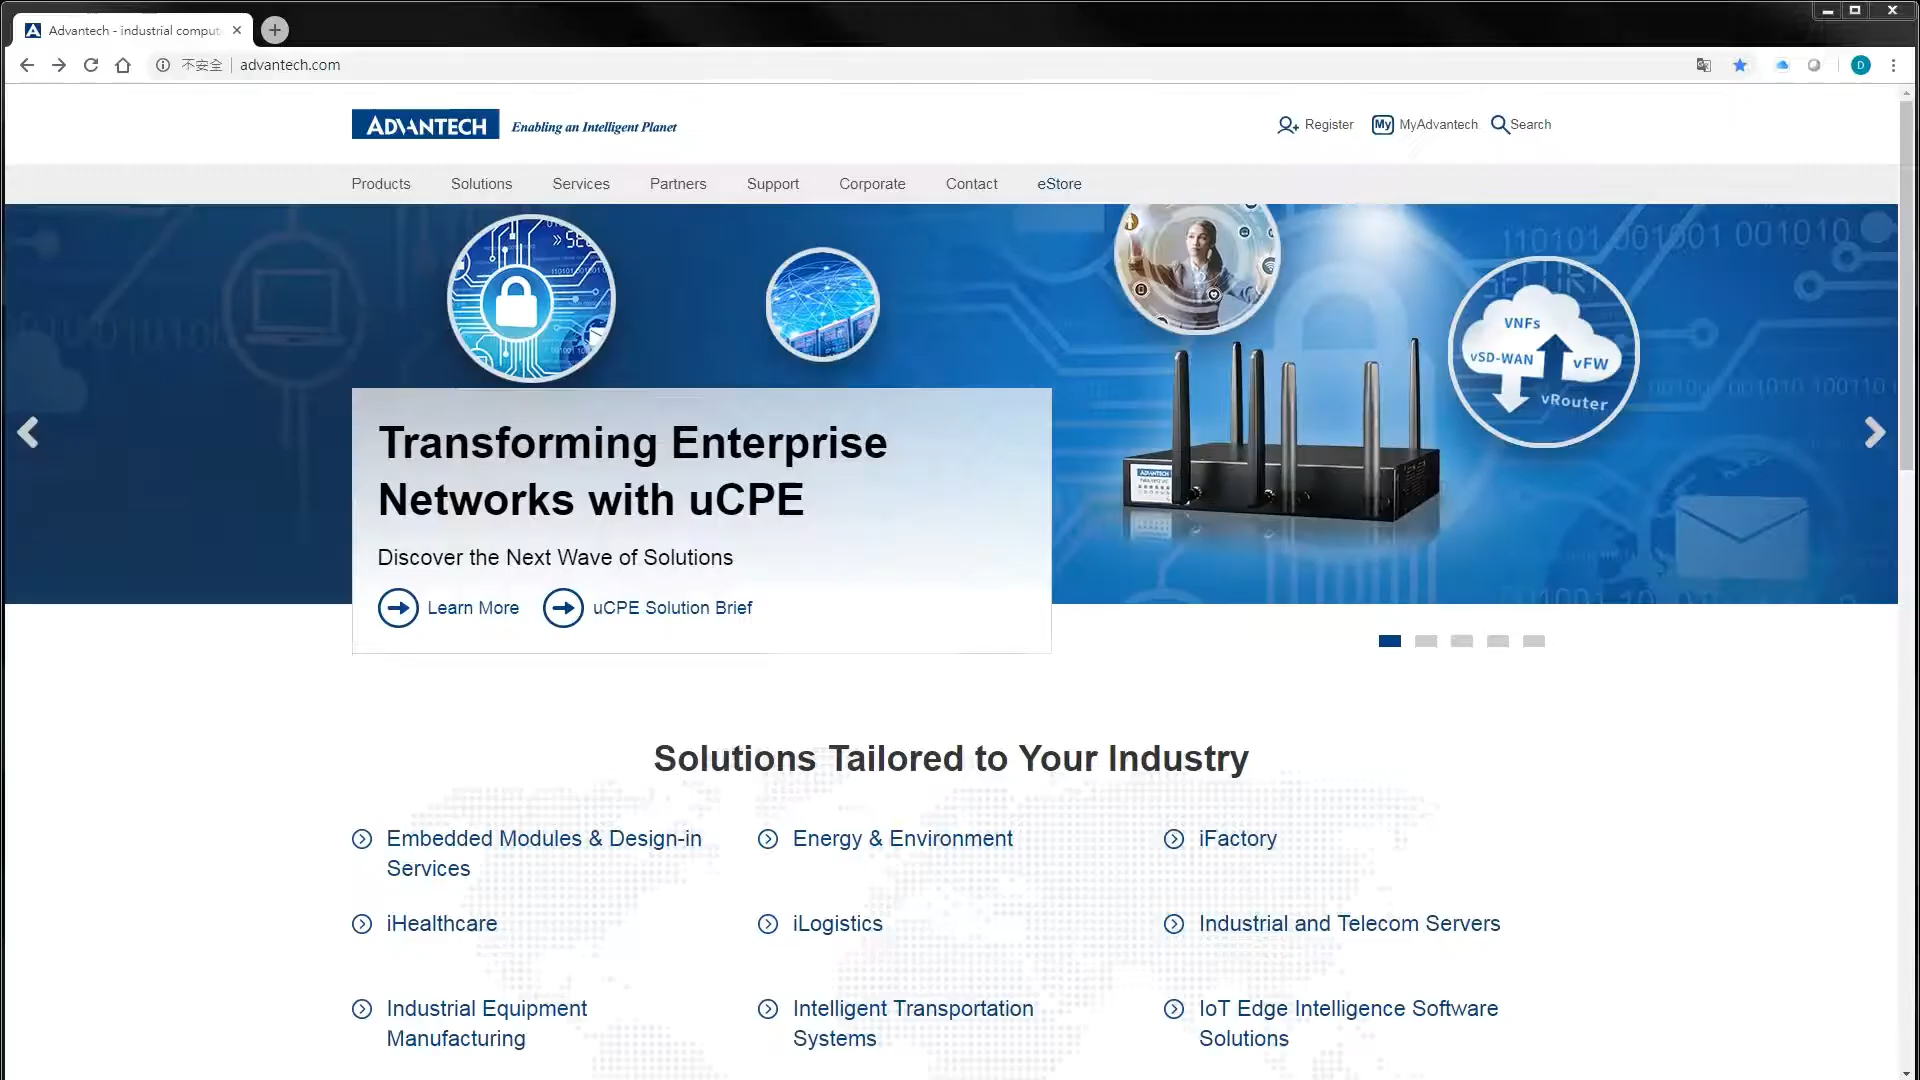 Advantech - industrial comput
不安全 advantech.com
D
ADVANTECH Enabling an Intelligent Planet
Register My MyAdvantech Search
Products Solutions Services Partners Support Corporate Contact eStore
110101 001001 001010
VNFs
vSD-WAN vFW
vRouter
ADVANTECH
Transforming Enterprise
Networks with uCPE
Discover the Next Wave of Solutions
Learn More uCPE Solution Brief
Solutions Tailored to Your Industry
Embedded Modules & Design-in
Services
Energy & Environment
iFactory
iHealthcare
iLogistics
Industrial and Telecom Servers
Industrial Equipment
Manufacturing
Intelligent Transportation
Systems
IoT Edge Intelligence Software
Solutions